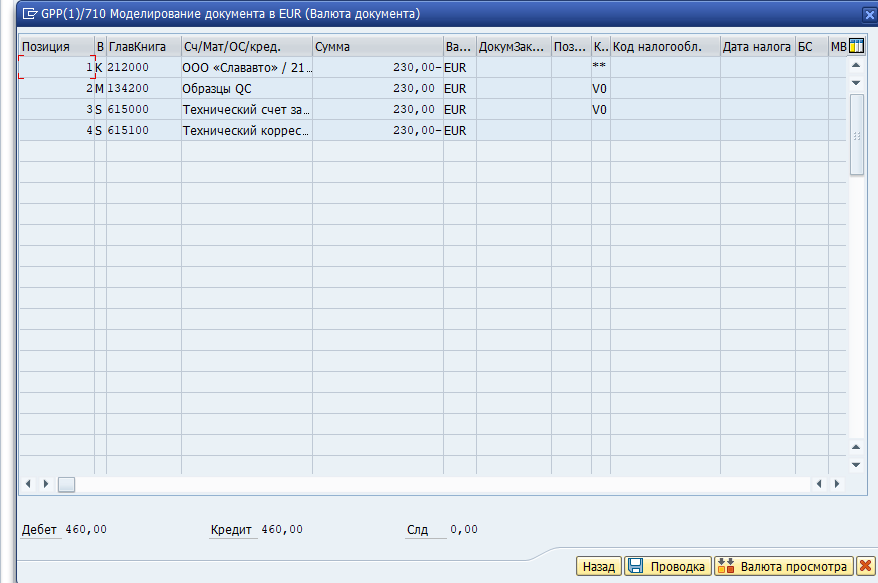 GPP(1)/710 Моделирование документа в EUR (Валюта документа)
Позиция В ГлавКнига Сч/Мат/ОС/кред. Сумма Ва... ДокумЗак... Поз... К.. Код налогообл. Дата налога БС МВ
1 K 212000 ООО «Слававто» / 21... 230,00- EUR **
2 M 134200 Образцы QC 230,00 EUR V0
3 S 615000 Технический счет за... 230,00 EUR V0
4 S 615100 Технический коррес... 230,00- EUR
Дебет 460,00 Кредит 460,00 Слд 0,00
Назад Проводка Валюта просмотра